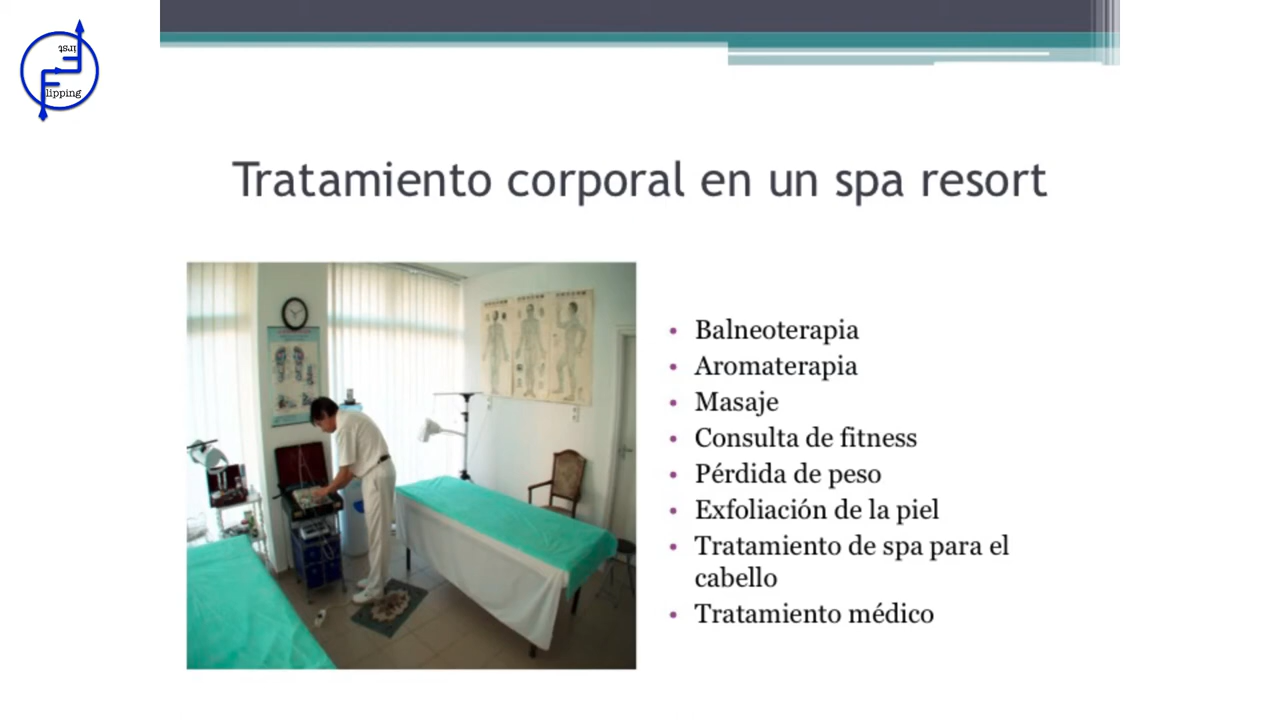 Tratamiento corporal en un spa resort
Balneoterapia
Aromaterapia
Masaje
Consulta de fitness
Pérdida de peso
Exfoliación de la piel
Tratamiento de spa para el
cabello
Tratamiento médico